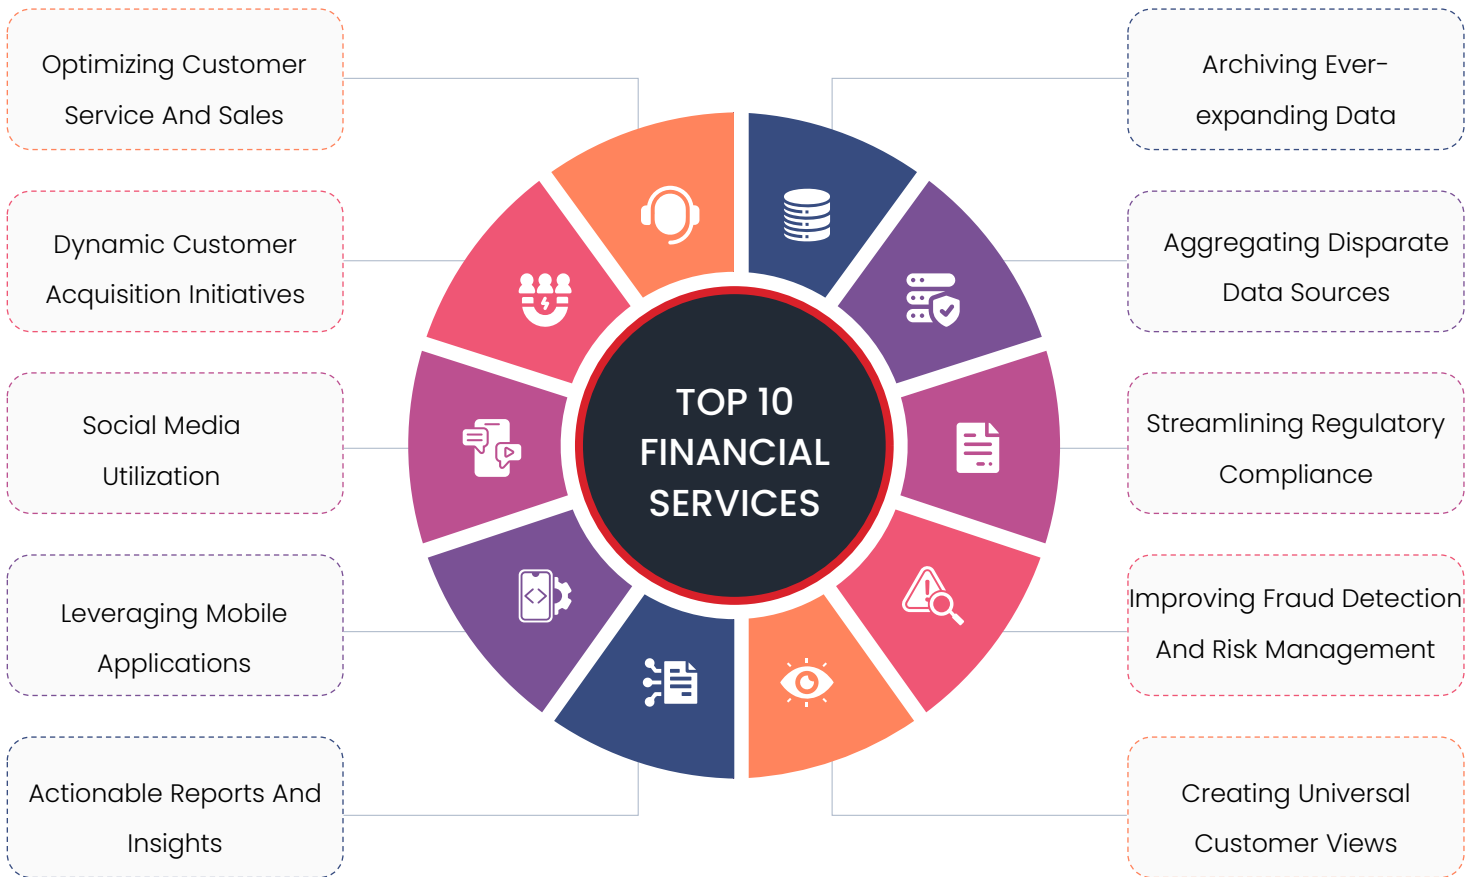 Optimizing Customer
Service And Sales
Dynamic Customer
Acquisition Initiatives
Social Media
Utilization
Leveraging Mobile
Applications
Actionable Reports And
Insights
TOP 10
FINANCIAL
SERVICES
Archiving Ever-
expanding Data
Aggregating Disparate
Data Sources
Streamlining Regulatory
Compliance
Improving Fraud Detection
And Risk Management
Creating Universal
Customer Views